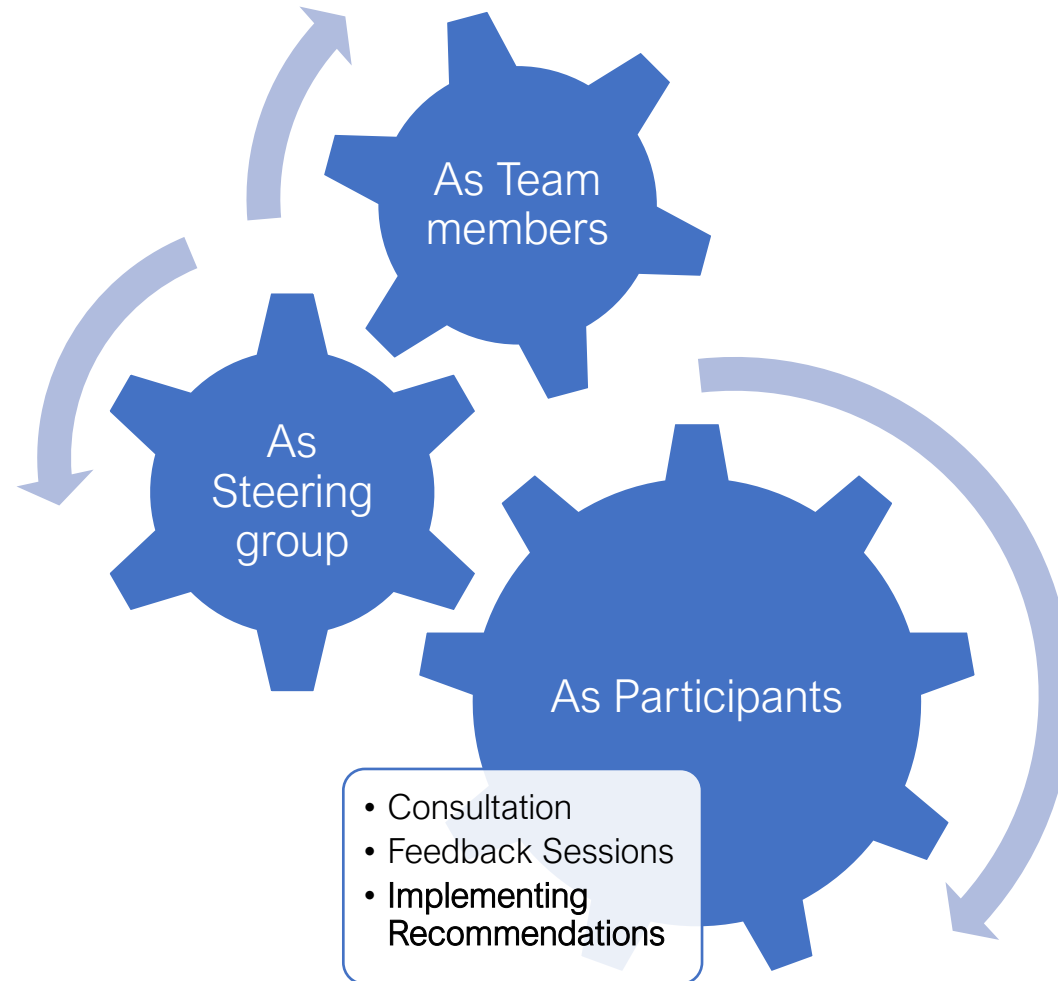 As Team
members
As
Steering
group
As Participants
• Consultation
• Feedback Sessions
• Implementing
Recommendations